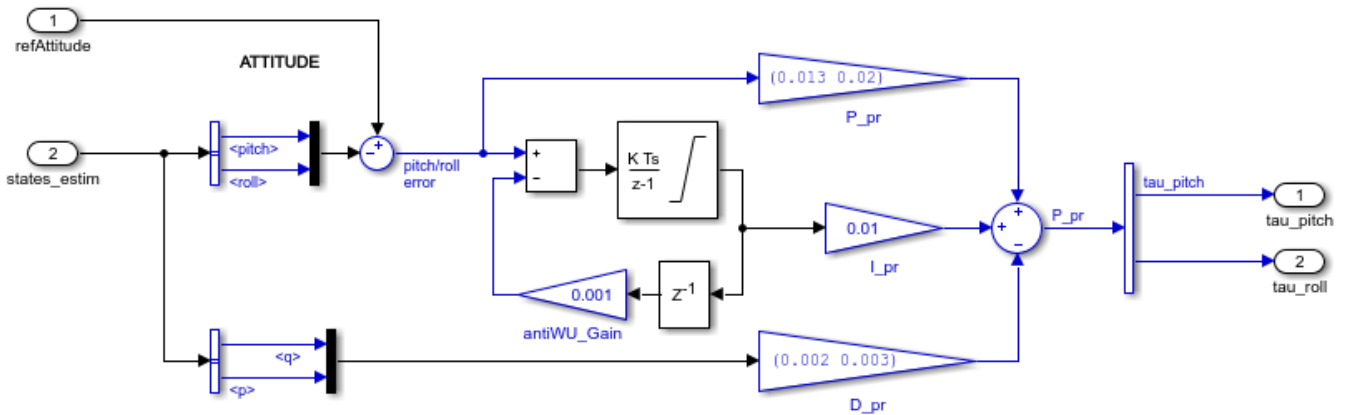 1
refAttitude
ATTITUDE
(0.013 0.02)
P_pr
2
states_estim
<pitch>
<roll>
+
-
pitch/roll
error
+
-
K Ts
z-1
0.01
I_pr
+
+
-
P_pr
tau_pitch
1
tau_pitch
2
tau_roll
0.001
antiWU_Gain
z-1
<q>
<p>
(0.002 0.003)
D_pr